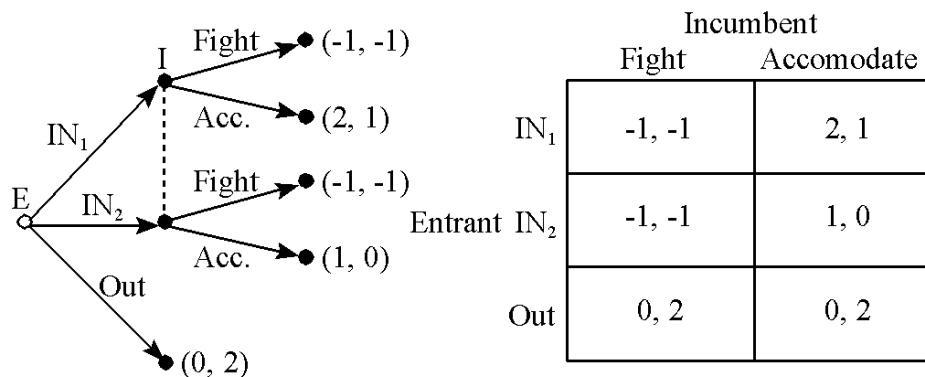 Fight (-1, -1)
I
Acc. (2, 1)
IN₁
Fight (-1, -1)
E
IN₂
Acc. (1, 0)
Out
(0, 2)
Incumbent
Fight Accomodate
IN₁ -1, -1 2, 1
Entrant IN₂ -1, -1 1, 0
Out 0, 2 0, 2